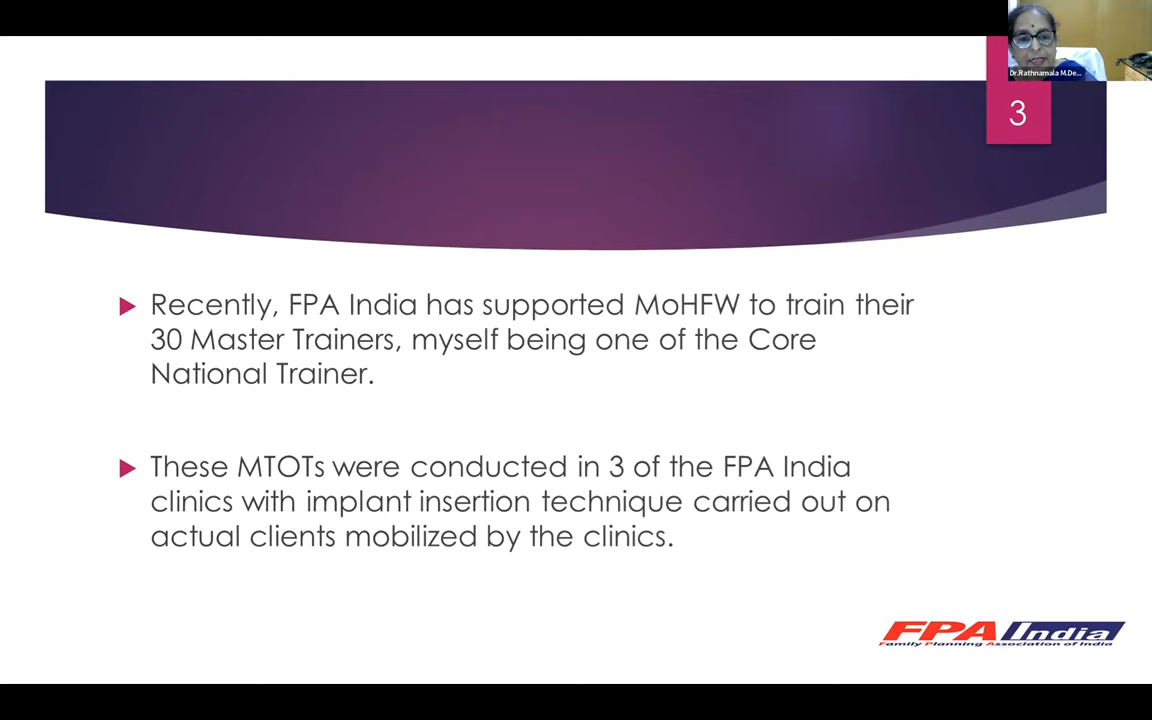 Dr.Rathnamala M.De...
3
Recently, FPA India has supported MoHFW to train their
30 Master Trainers, myself being one of the Core
National Trainer.
These MTOTs were conducted in 3 of the FPA India
clinics with implant insertion technique carried out on
actual clients mobilized by the clinics.
FPA India
Family Planning Association of India